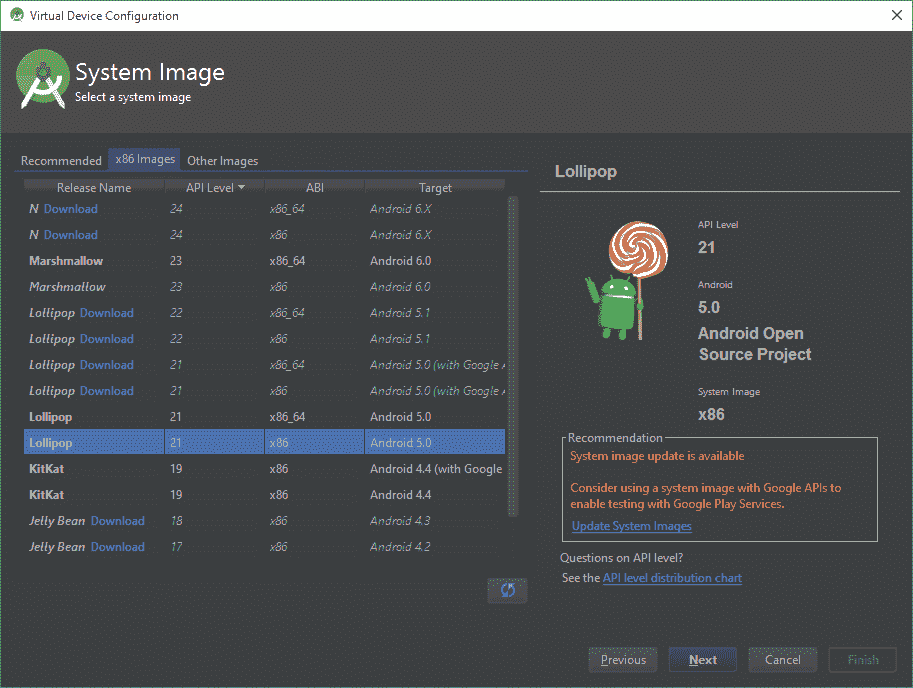 Virtual Device Configuration
System Image
Select a system image
Recommended x86 Images Other Images
Release Name API Level ABI Target
N Download 24 x86_64 Android 6.X
N Download 24 x86 Android 6.X
Marshmallow 23 x86_64 Android 6.0
Marshmallow 23 x86 Android 6.0
Lollipop Download 22 x86_64 Android 5.1
Lollipop Download 22 x86 Android 5.1
Lollipop Download 21 x86_64 Android 5.0 (with Google A
Lollipop Download 21 x86 Android 5.0 (with Google A
Lollipop 21 x86_64 Android 5.0
Lollipop 21 x86 Android 5.0
KitKat 19 x86 Android 4.4 (with Google
KitKat 19 x86 Android 4.4
Jelly Bean Download 18 x86 Android 4.3
Jelly Bean Download 17 x86 Android 4.2
Lollipop
API Level
21
Android
5.0
Android Open
Source Project
System Image
x86
Recommendation
System image update is available
Consider using a system image with Google APIs to
enable testing with Google Play Services.
Update System Images
Questions on API level?
See the API level distribution chart
Previous Next Cancel Finish